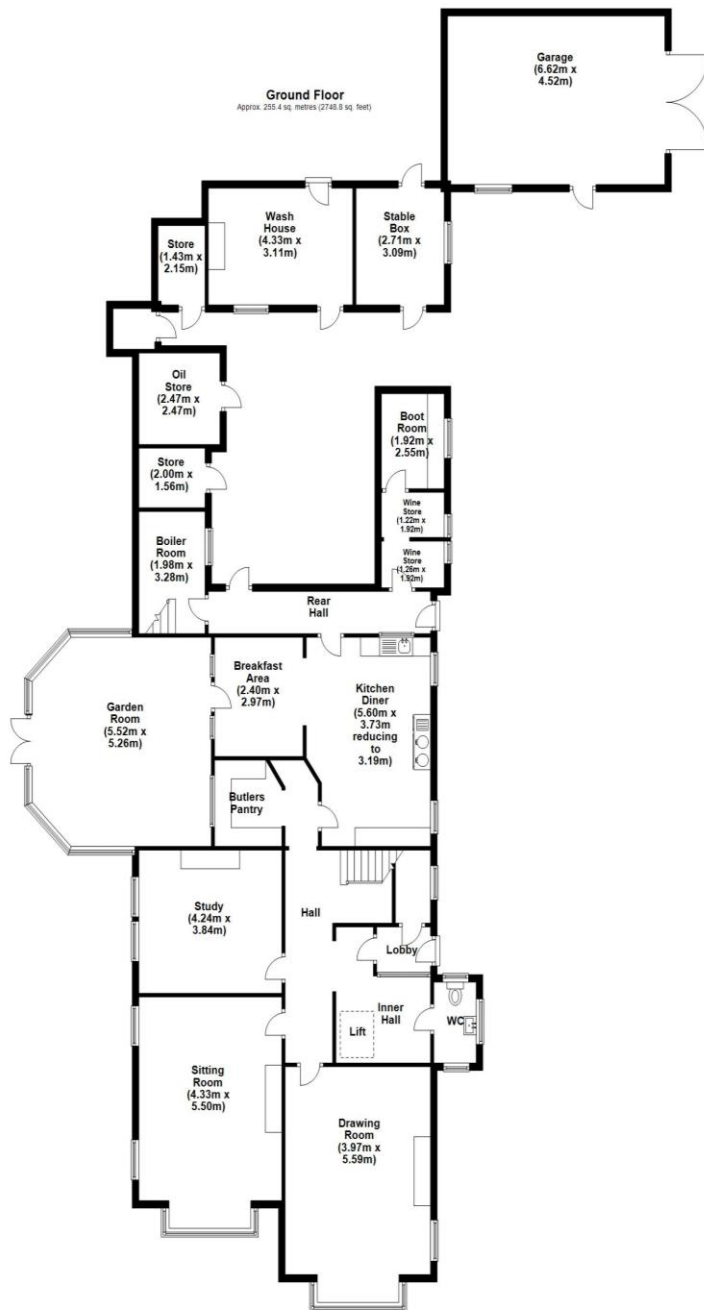 Ground Floor
Approx. 255.4 sq. metres (2748.8 sq. feet)
Garage
(6.62m x
4.52m)
Wash
House
(4.33m x
3.11m)
Stable
Box
(2.71m x
3.09m)
Store
(1.43m x
2.15m)
Oil
Store
(2.47m x
2.47m)
Boot
Room
(1.92m x
2.55m)
Store
(2.00m x
1.56m)
Wine
Store
(1.22m x
1.92m)
Boiler
Room
(1.98m x
3.28m)
Wine
Store
(1.26m x
1.92m)
Rear
Hall
Breakfast
Area
(2.40m x
2.97m)
Kitchen
Diner
(5.60m x
3.73m
reducing
to
3.19m)
Garden
Room
(5.52m x
5.26m)
Butlers
Pantry
Study
(4.24m x
3.84m)
Hall
Lobby
Inner
Hall
Lift
WC
Sitting
Room
(4.33m x
5.50m)
Drawing
Room
(3.97m x
5.59m)